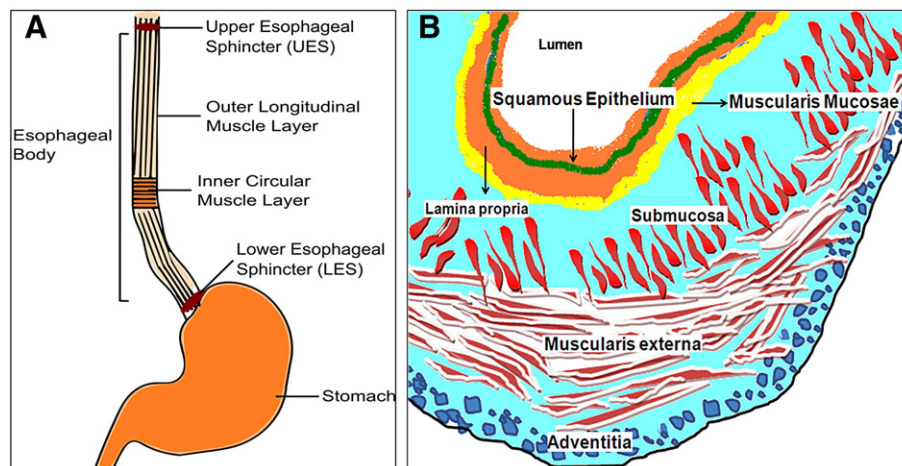 A
Upper Esophageal
Sphincter (UES)
Outer Longitudinal
Muscle Layer
Esophageal
Body
Inner Circular
Muscle Layer
Lower Esophageal
Sphincter (LES)
Stomach
B
Lumen
Squamous Epithelium
Muscularis Mucosae
Lamina propria
Submucosa
Muscularis externa
Adventitia